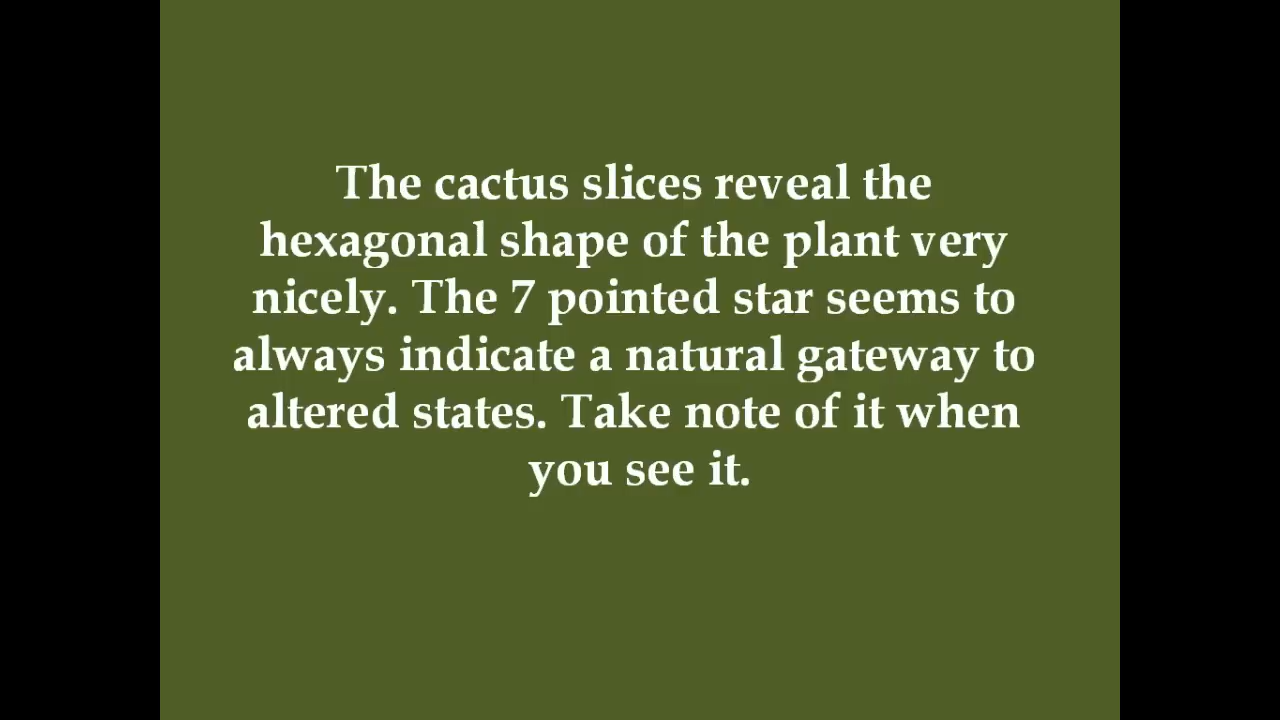 The cactus slices reveal the
hexagonal shape of the plant very
nicely. The 7 pointed star seems to
always indicate a natural gateway to
altered states. Take note of it when
you see it.